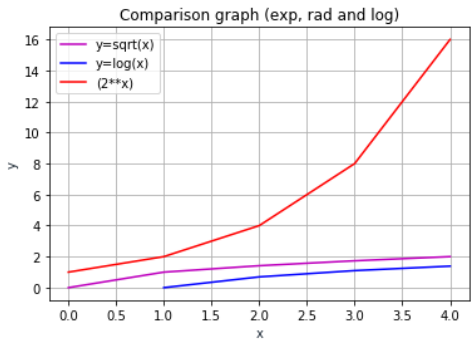 Comparison graph (exp, rad and log)
y=sqrt(x)
y=log(x)
(2**x)
16
14
12
10
8
6
4
2
0
y
0.0 0.5 1.0 1.5 2.0 2.5 3.0 3.5 4.0
x